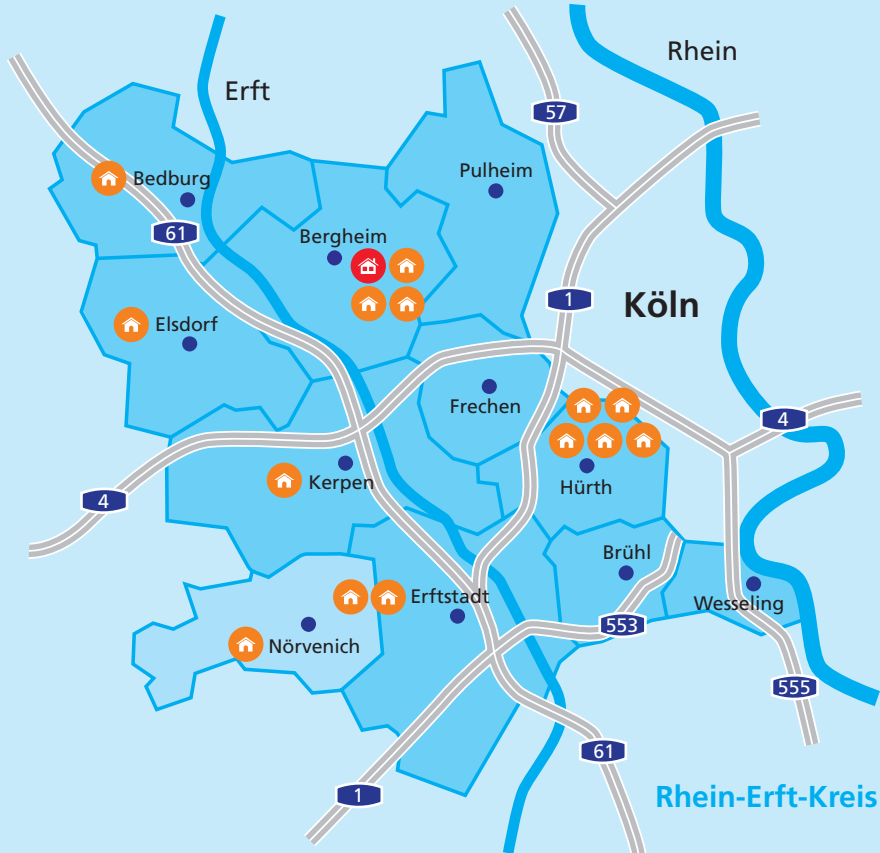 Rhein
Erft
57
Pulheim
Bedburg
61
Bergheim
1
Köln
Elsdorf
Frechen
4
Kerpen
Hürth
4
Brühl
Erftstadt
Wesseling
553
Nörvenich
555
61
1
Rhein-Erft-Kreis